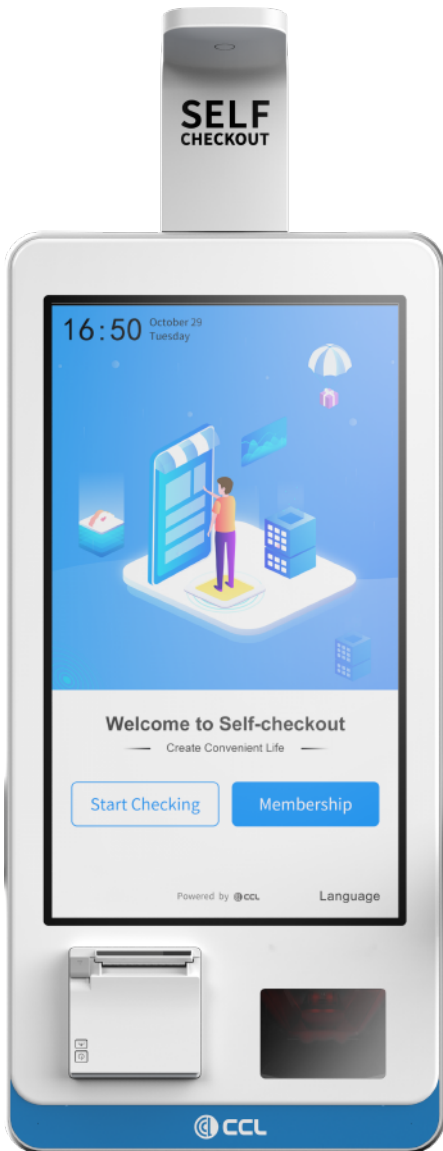 SELF
CHECKOUT
16:50
October 29
Tuesday
Welcome to Self-checkout
Create Convenient Life
Start Checking
Membership
Powered by CCL
Language
CCL